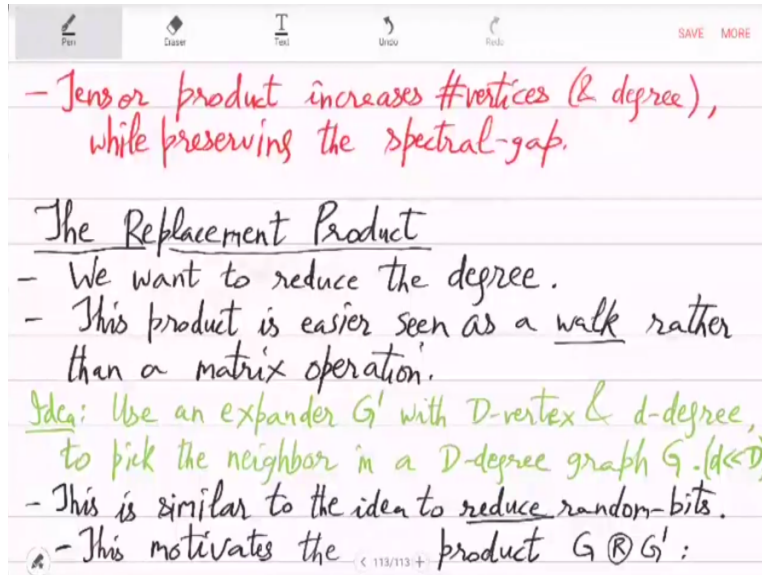 Pen Eraser Text Undo Redo SAVE MORE
- Tensor product increases #vertices (& degree),
while preserving the spectral-gap.
The Replacement Product
- We want to reduce the degree.
- This product is easier seen as a walk rather
than a matrix operation.
Idea: Use an expander G' with D-vertex & d-degree,
to pick the neighbor in a D-degree graph G. (d<<D)
- This is similar to the idea to reduce random-bits.
- This motivates the product G Ⓡ G' :
< 113/113 +